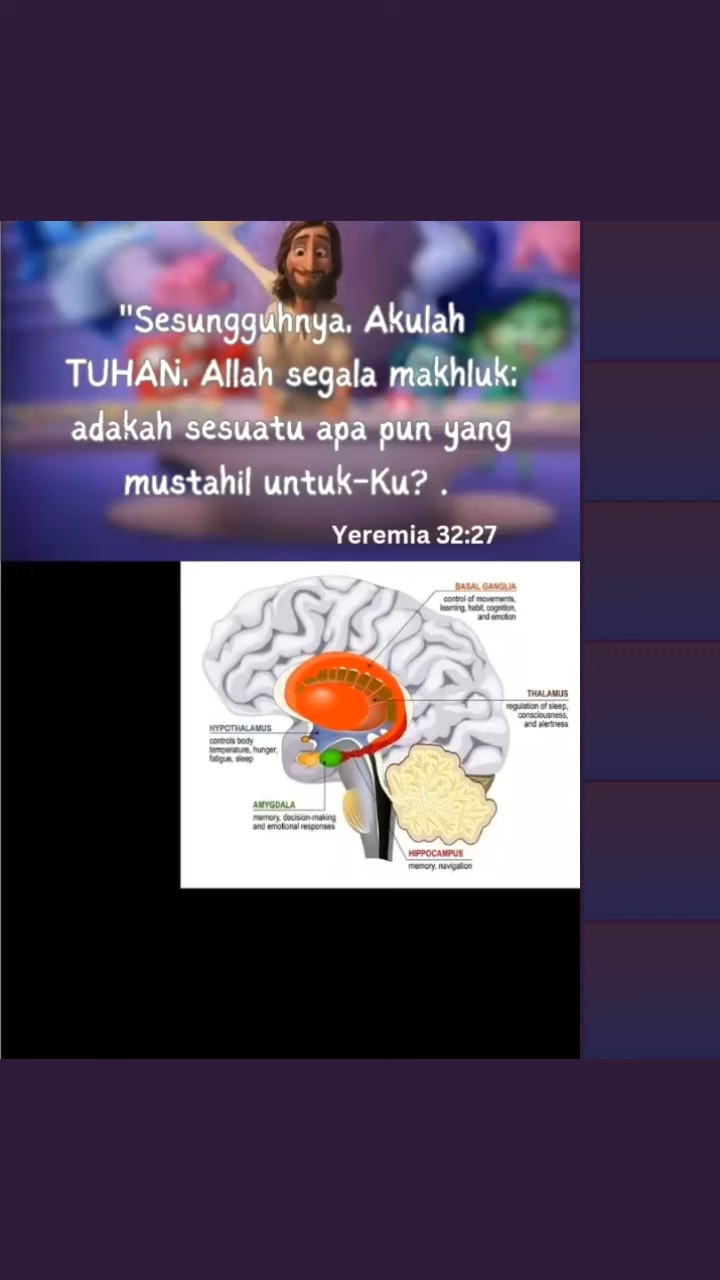 "Sesungguhnya. Akulah
TUHAN. Allah segala makhluk:
adakah sesuatu apa pun yang
mustahil untuk-Ku? .
Yeremia 32:27
BASAL GANGLIA
control of movements,
learning, habit, cognition,
and emotion
THALAMUS
regulation of sleep,
consciousness,
and alertness
HYPOTHALAMUS
controls body
temperature, hunger,
fatigue, sleep
AMYGDALA
memory, decision-making
and emotional responses
HIPPOCAMPUS
memory, navigation